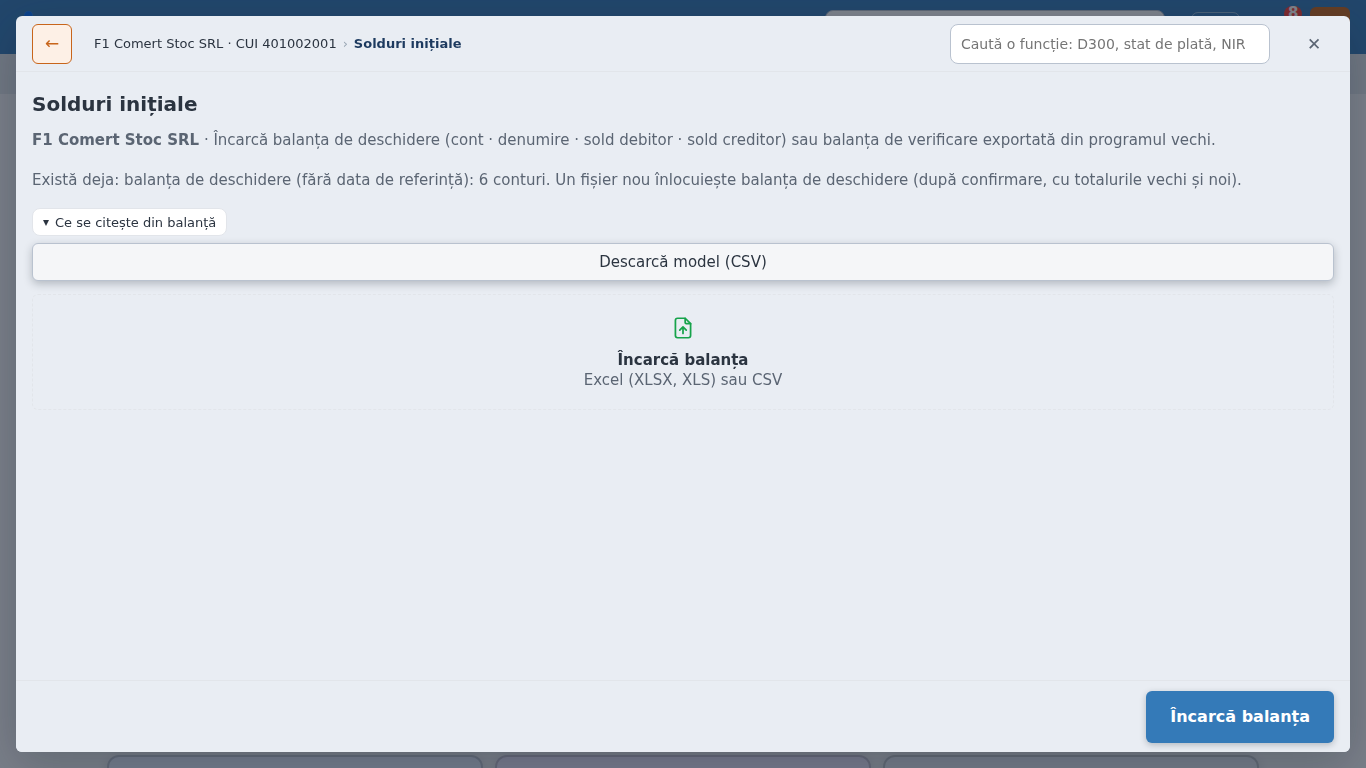 8
←
F1 Comert Stoc SRL · CUI 401002001 › Solduri inițiale
Caută o funcție: D300, stat de plată, NIR
✕
Solduri inițiale
F1 Comert Stoc SRL · Încarcă balanța de deschidere (cont · denumire · sold debitor · sold creditor) sau balanța de verificare exportată din programul vechi.
Există deja: balanța de deschidere (fără data de referință): 6 conturi. Un fișier nou înlocuiește balanța de deschidere (după confirmare, cu totalurile vechi și noi).
▾ Ce se citește din balanță
Descarcă model (CSV)
Încarcă balanța
Excel (XLSX, XLS) sau CSV
Încarcă balanța